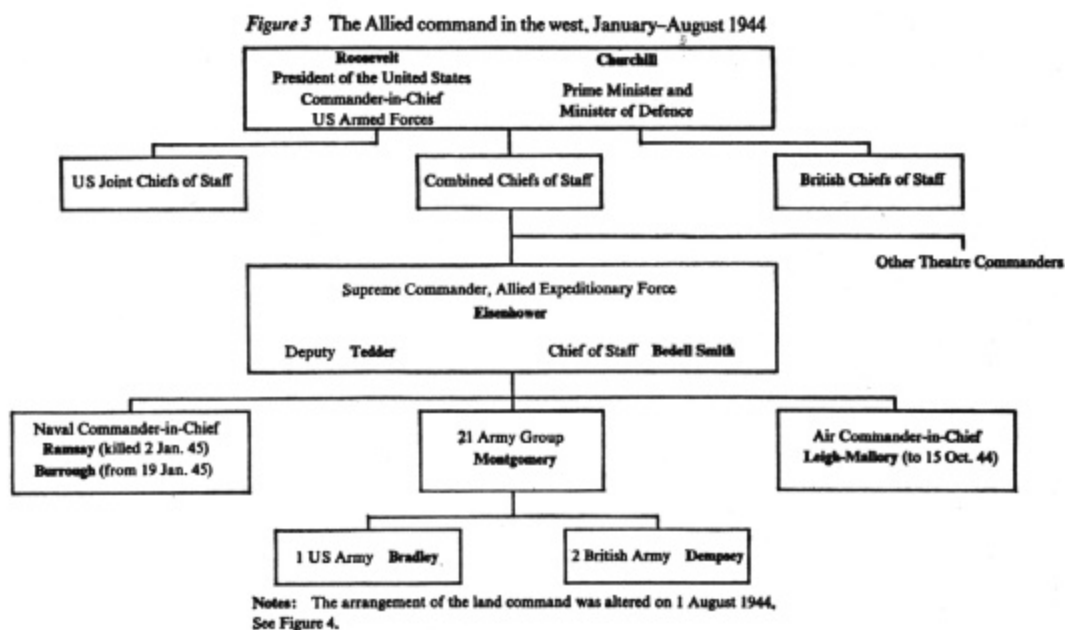 Figure 3 The Allied command in the west, January–August 1944
Roosevelt
President of the United States
Commander-in-Chief
US Armed Forces
Churchill
Prime Minister and
Minister of Defence
US Joint Chiefs of Staff
Combined Chiefs of Staff
British Chiefs of Staff
Other Theatre Commanders
Supreme Commander, Allied Expeditionary Force
Eisenhower
Deputy Tedder
Chief of Staff Bedell Smith
Naval Commander-in-Chief
Ramsay (killed 2 Jan. 45)
Burrough (from 19 Jan. 45)
21 Army Group
Montgomery
Air Commander-in-Chief
Leigh-Mallory (to 15 Oct. 44)
1 US Army Bradley
2 British Army Dempsey
Notes: The arrangement of the land command was altered on 1 August 1944,
See Figure 4.